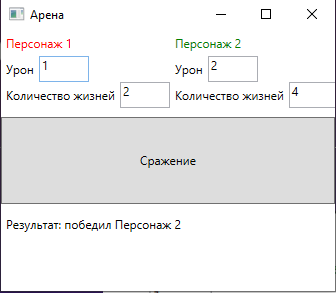 Арена
Персонаж 1 Персонаж 2
Урон 1 Урон 2
Количество жизней 2 Количество жизней 4
Сражение
Результат: победил Персонаж 2